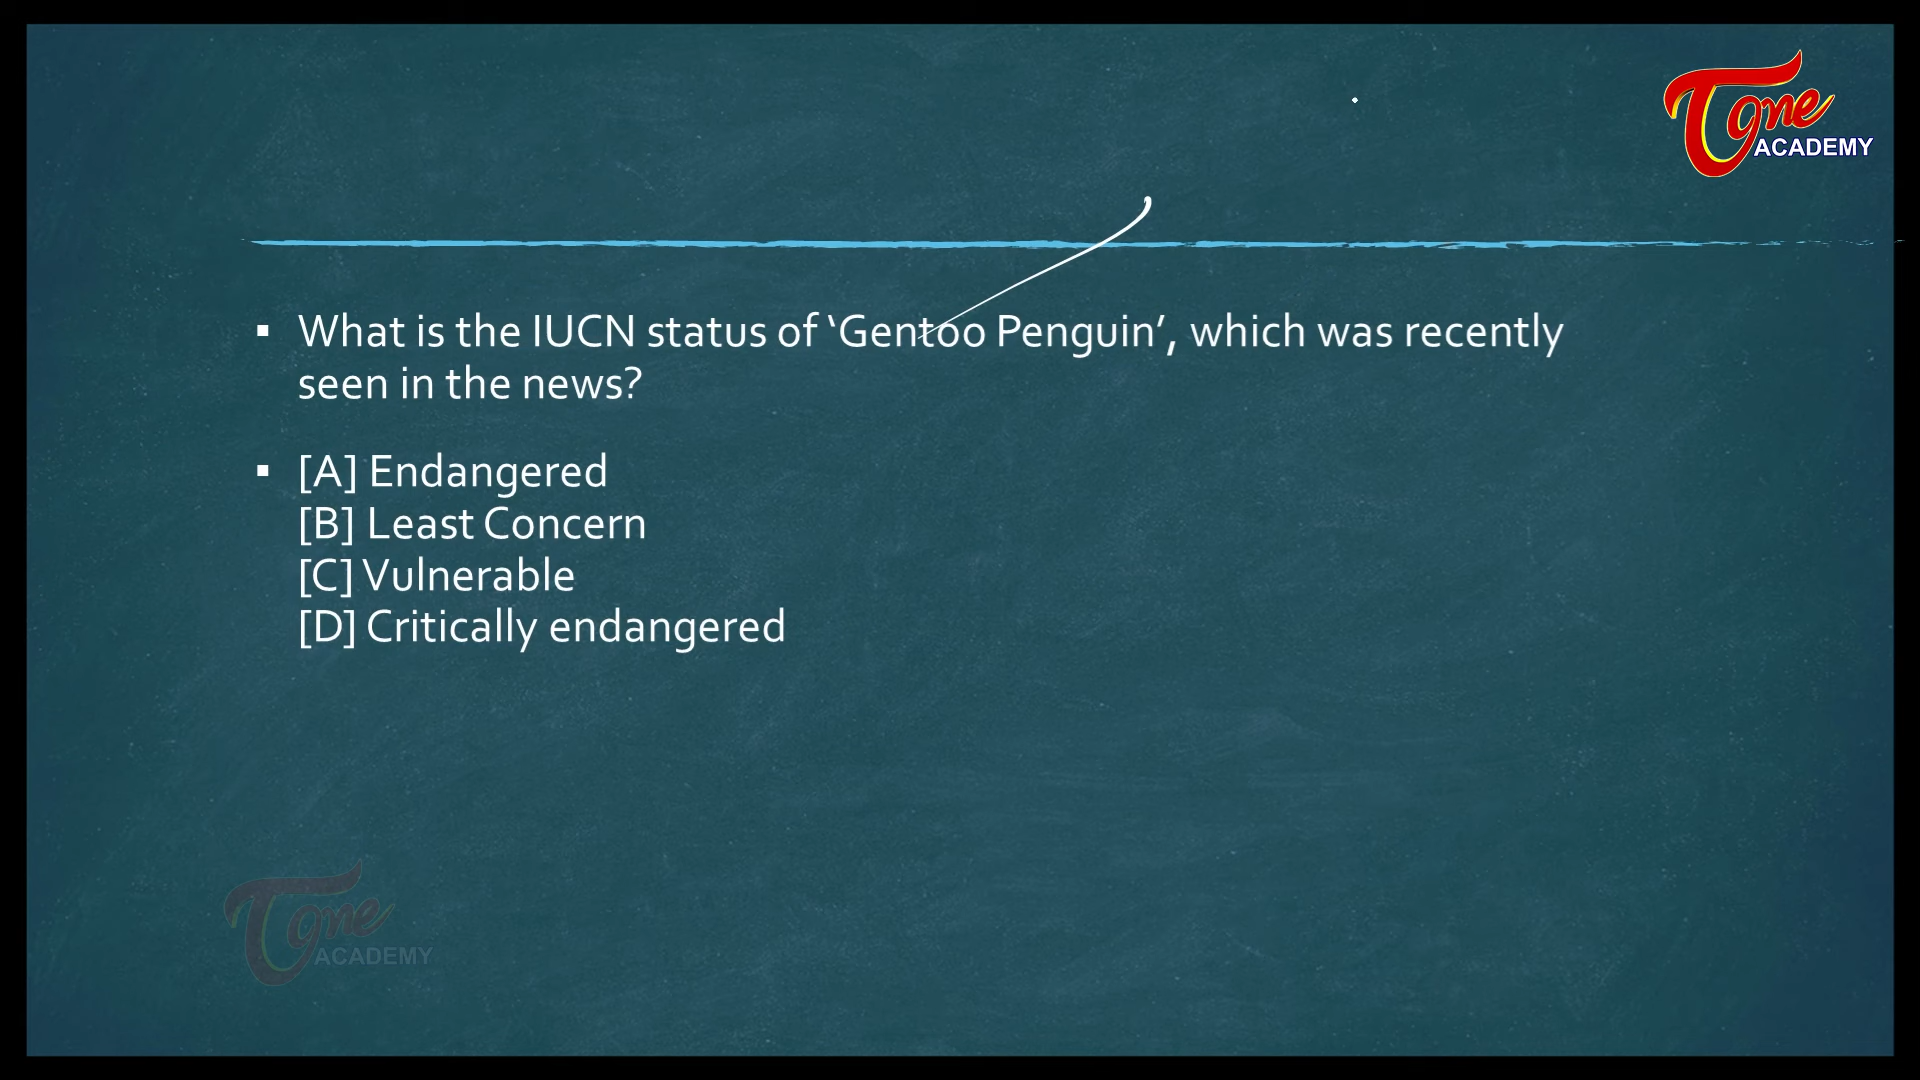 Tone
ACADEMY
▪ What is the IUCN status of ‘Gentoo Penguin’, which was recently
seen in the news?
▪ [A] Endangered
[B] Least Concern
[C] Vulnerable
[D] Critically endangered
Tone
ACADEMY